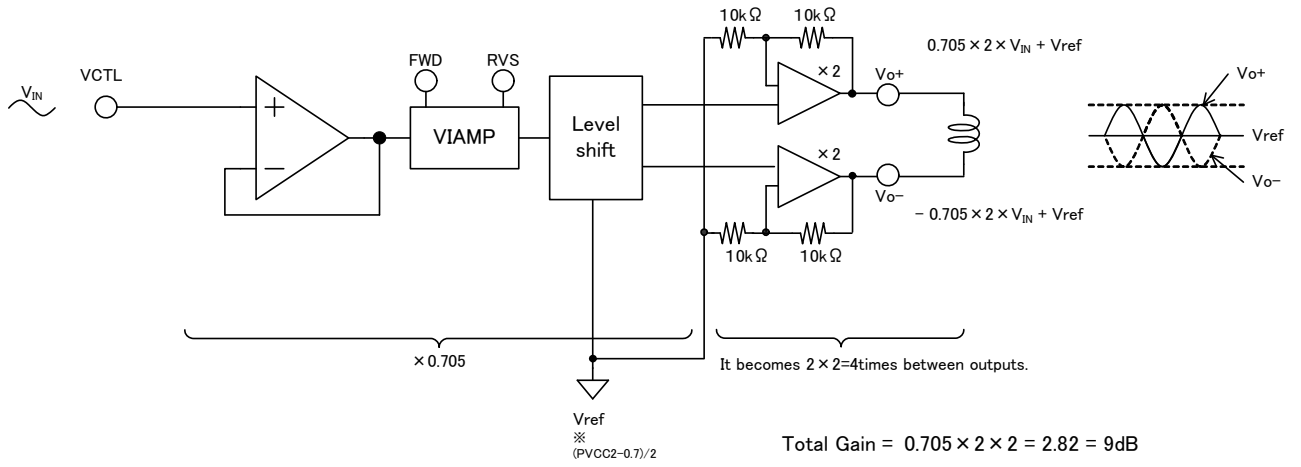 10kΩ 10kΩ
0.705×2×VIN + Vref
VIN
VCTL
FWD
RVS
×2
Vo+
Vo+
+
−
VIAMP
Level
shift
Vref
×2
Vo−
Vo−
− 0.705×2×VIN + Vref
10kΩ 10kΩ
×0.705
It becomes 2×2=4times between outputs.
Vref
※
(PVCC2-0.7)/2
Total Gain = 0.705×2×2 = 2.82 = 9dB